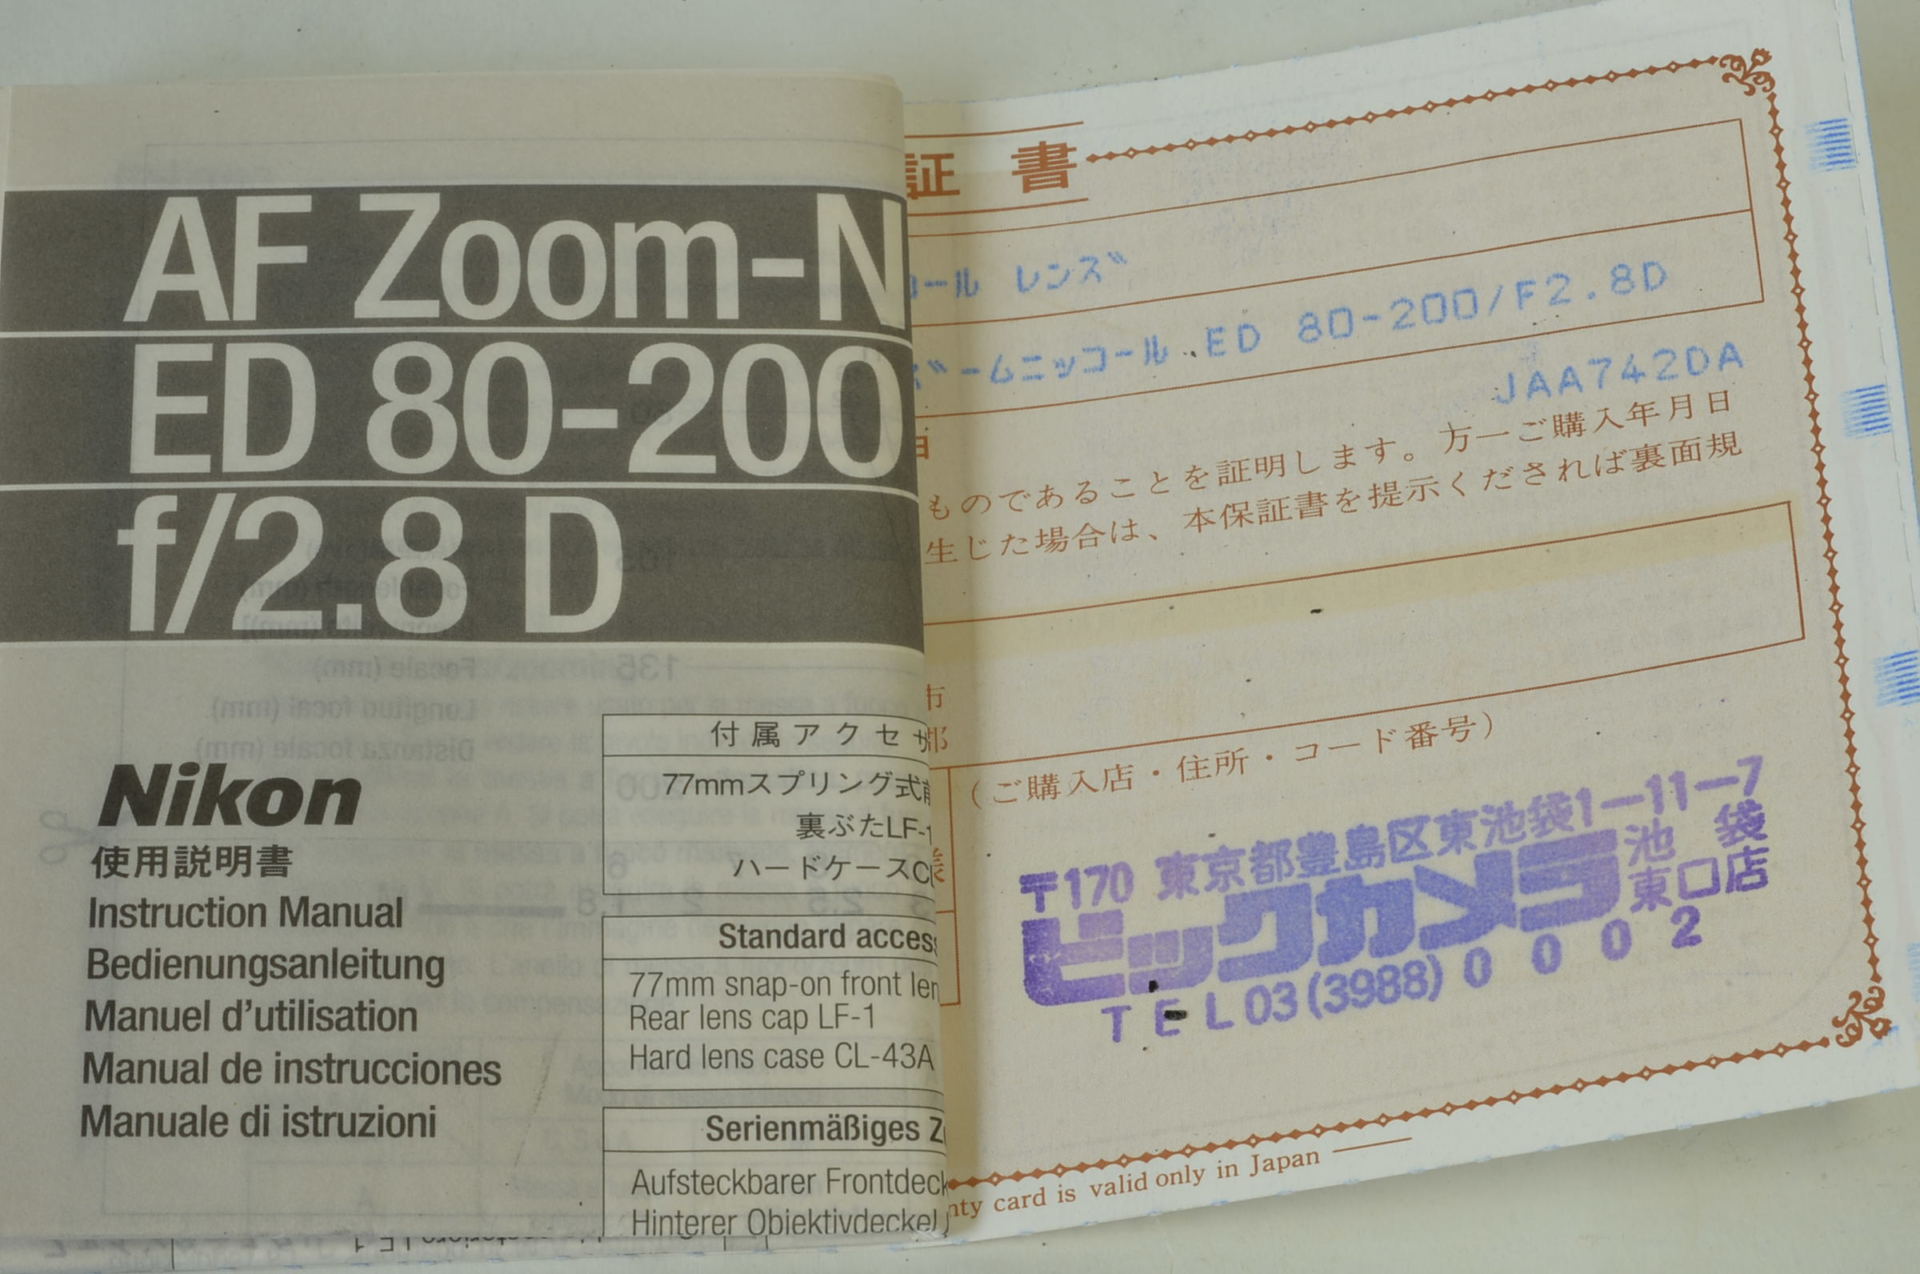 AF Zoom-N
ED 80-200
f/2.8 D
Nikon
使用説明書
Instruction Manual
Bedienungsanleitung
Manuel d'utilisation
Manual de instrucciones
Manuale di istruzioni
付属アクセサ
77mmスプリング式前
裏ぶたLF-1
ハードケースC
Standard access
77mm snap-on front len
Rear lens cap LF-1
Hard lens case CL-43A
Serienmäßiges Z
Aufsteckbarer Frontdeck
Hinterer Objektivdeckel
証 書
コール レンズ
ズームニッコール ED 80-200/F2.8D
JAA742DA
日
ものであることを証明します。万一ご購入年月日
生じた場合は、本保証書を提示くだされば裏面規
市
郡
(ご購入店・住所・コード番号)
〒170 東京都豊島区東池袋1-11-7
ビックカメラ 池袋東口店
TEL 03(3988)0002
nty card is valid only in Japan